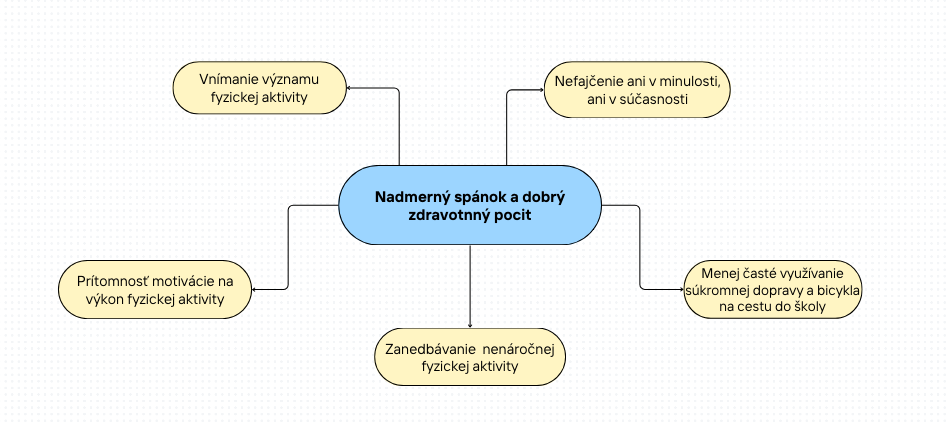 Vnímanie významu
fyzickej aktivity
Nefajčenie ani v minulosti,
ani v súčasnosti
Nadmerný spánok a dobrý
zdravotnný pocit
Prítomnosť motivácie na
výkon fyzickej aktivity
Menej časté využívanie
súkromnej dopravy a bicykla
na cestu do školy
Zanedbávanie  nenáročnej
fyzickej aktivity